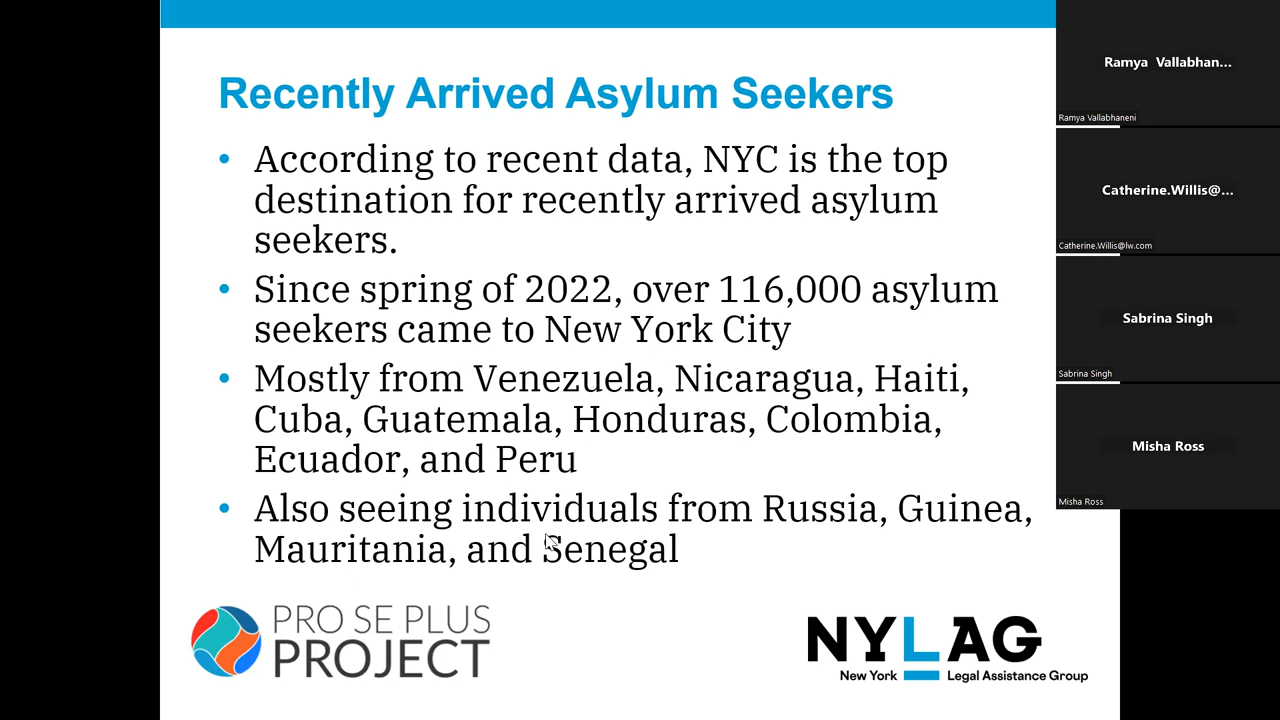 Recently Arrived Asylum Seekers
• According to recent data, NYC is the top
destination for recently arrived asylum
seekers.
• Since spring of 2022, over 116,000 asylum
seekers came to New York City
• Mostly from Venezuela, Nicaragua, Haiti,
Cuba, Guatemala, Honduras, Colombia,
Ecuador, and Peru
• Also seeing individuals from Russia, Guinea,
Mauritania, and Senegal
PRO SE PLUS
PROJECT
NYLAG
New York Legal Assistance Group
Ramya Vallabhan...
Ramya Vallabhaneni
Catherine.Willis@...
Catherine.Willis@lw.com
Sabrina Singh
Sabrina Singh
Misha Ross
Misha Ross